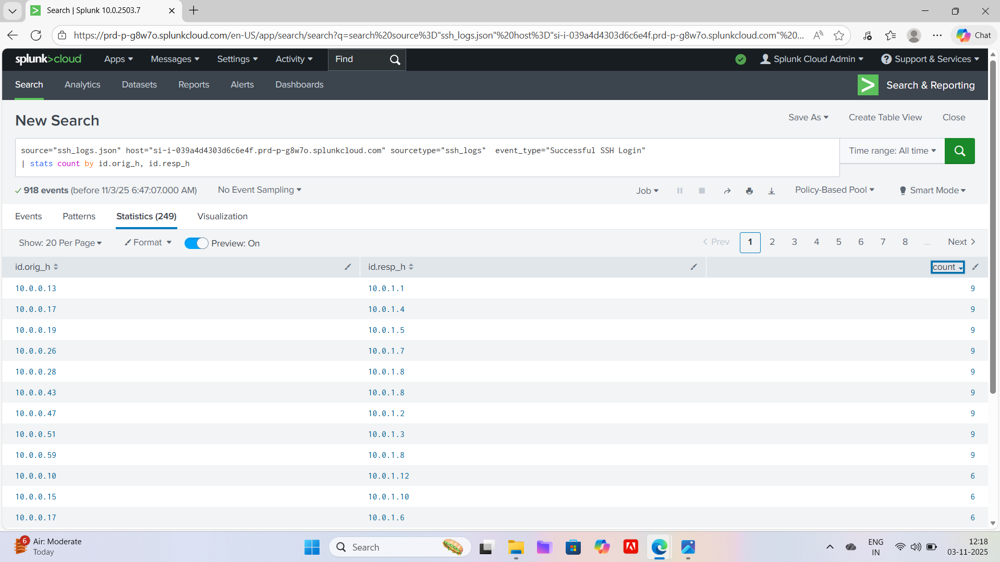 Search | Splunk 10.0.2503.7
https://prd-p-g8w7o.splunkcloud.com/en-US/app/search/search?q=search%20source%3D"ssh_logs.json"%20host%3D"si-i-039a4d4303d6c6e4f.prd-p-g8w7o.splunkcloud.com"%20...
Chat
splunk>cloud Apps Messages Settings Activity Find Splunk Cloud Admin ? Support & Services
Search Analytics Datasets Reports Alerts Dashboards > Search & Reporting
New Search Save As Create Table View Close
source="ssh_logs.json" host="si-i-039a4d4303d6c6e4f.prd-p-g8w7o.splunkcloud.com" sourcetype="ssh_logs"  event_type="Successful SSH Login" Time range: All time
| stats count by id.orig_h, id.resp_h
918 events (before 11/3/25 6:47:07.000 AM) No Event Sampling Job Policy-Based Pool Smart Mode
Events Patterns Statistics (249) Visualization
Show: 20 Per Page Format Preview: On < Prev 1 2 3 4 5 6 7 8 ... Next >
id.orig_h id.resp_h count
10.0.0.13 10.0.1.1 9
10.0.0.17 10.0.1.4 9
10.0.0.19 10.0.1.5 9
10.0.0.26 10.0.1.7 9
10.0.0.28 10.0.1.8 9
10.0.0.43 10.0.1.8 9
10.0.0.47 10.0.1.2 9
10.0.0.51 10.0.1.3 9
10.0.0.59 10.0.1.8 9
10.0.0.10 10.0.1.12 6
10.0.0.15 10.0.1.10 6
10.0.0.17 10.0.1.6 6
6 Air: Moderate
Today
Search
ENG
IN
12:18
03-11-2025